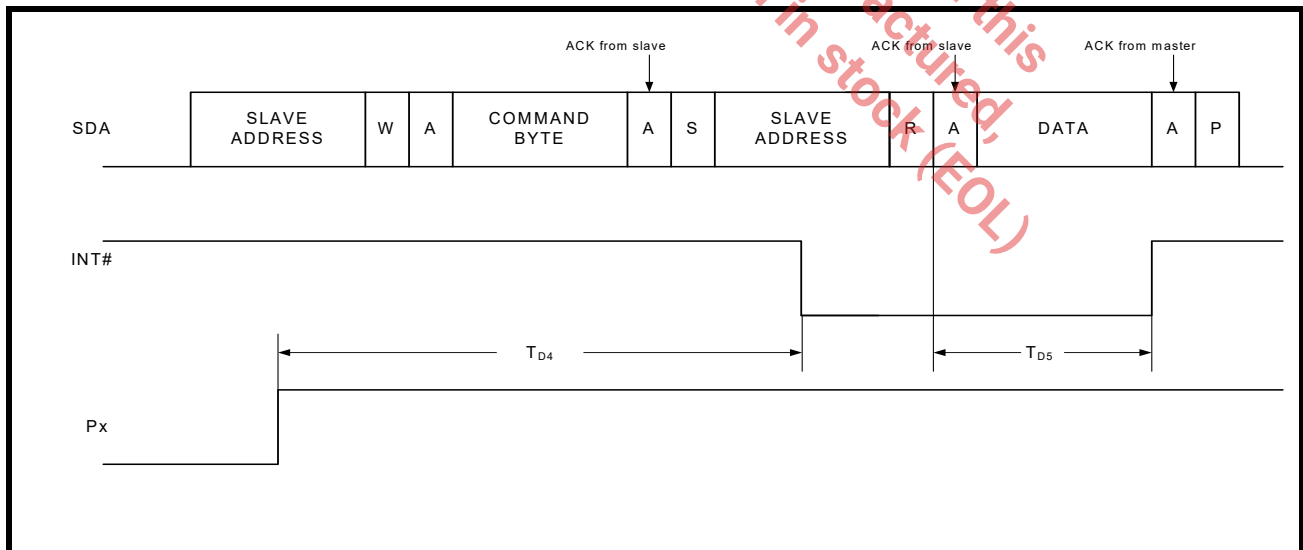 ACK from slave ACK from slave ACK from master
SDA SLAVE ADDRESS W A COMMAND BYTE A S SLAVE ADDRESS R A DATA A P
INT#
TD4 TD5
Px
this
in stock (EOL)